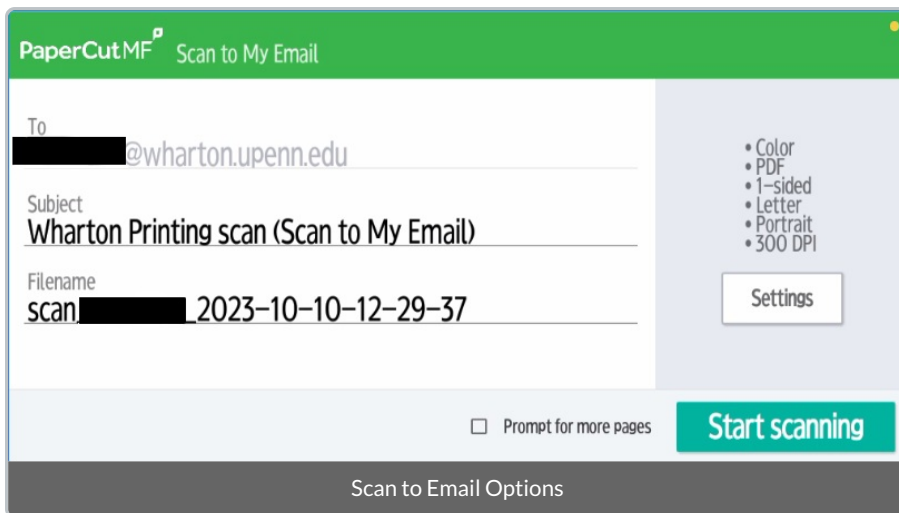 PaperCut MF Scan to My Email
To
@wharton.upenn.edu
Subject
Wharton Printing scan (Scan to My Email)
Filename
scan_ _2023-10-10-12-29-37
• Color
• PDF
• 1-sided
• Letter
• Portrait
• 300 DPI
Settings
Prompt for more pages
Start scanning
Scan to Email Options